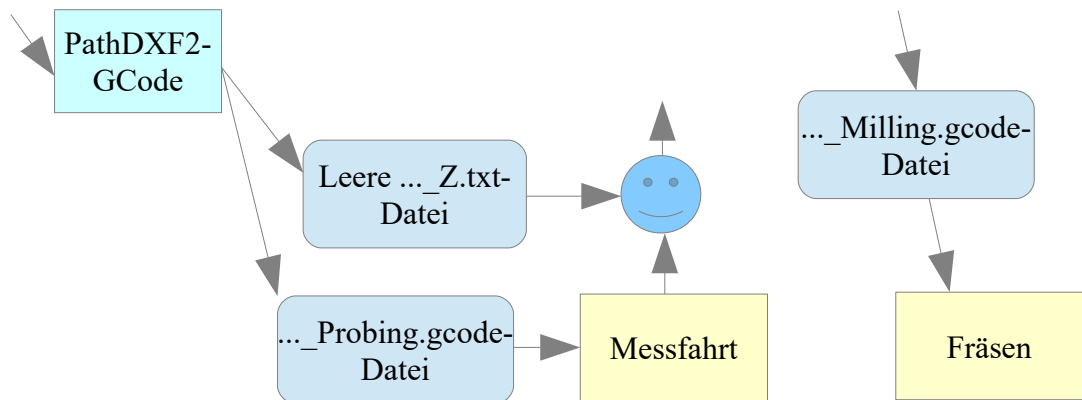 PathDXF2-
GCode
Leere ..._Z.txt-
Datei
..._Probing.gcode-
Datei
Messfahrt
..._Milling.gcode-
Datei
Fräsen